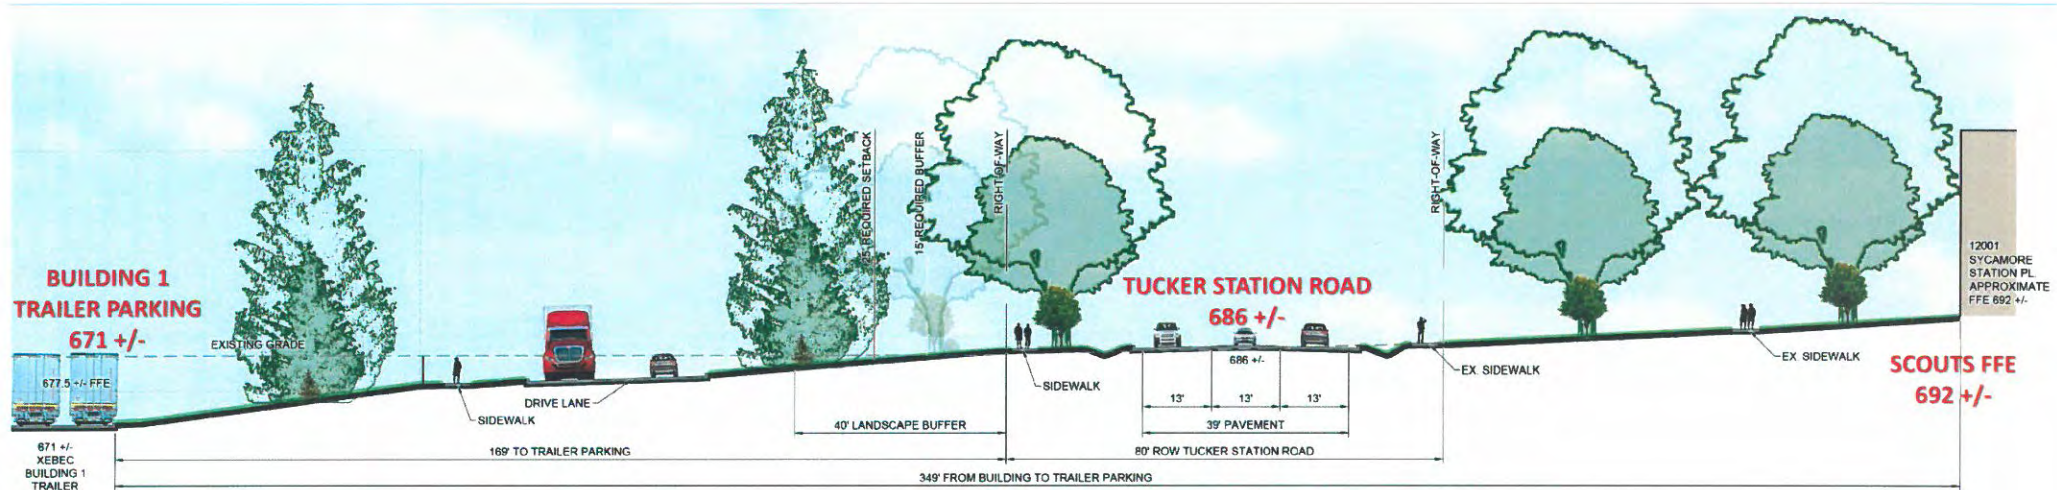 BUILDING 1
TRAILER PARKING
671 +/-
EXISTING GRADE
677.5 +/- FFE
671 +/-
XEBEC
BUILDING 1
TRAILER
SIDEWALK
DRIVE LANE
169' TO TRAILER PARKING
25' REQUIRED SETBACK
15' REQUIRED BUFFER
RIGHT-OF-WAY
40' LANDSCAPE BUFFER
SIDEWALK
TUCKER STATION ROAD
686 +/-
686 +/-
13'
13'
13'
39' PAVEMENT
80' ROW TUCKER STATION ROAD
349' FROM BUILDING TO TRAILER PARKING
RIGHT-OF-WAY
EX. SIDEWALK
EX. SIDEWALK
12001
SYCAMORE
STATION PL.
APPROXIMATE
FFE 692 +/-
SCOUTS FFE
692 +/-